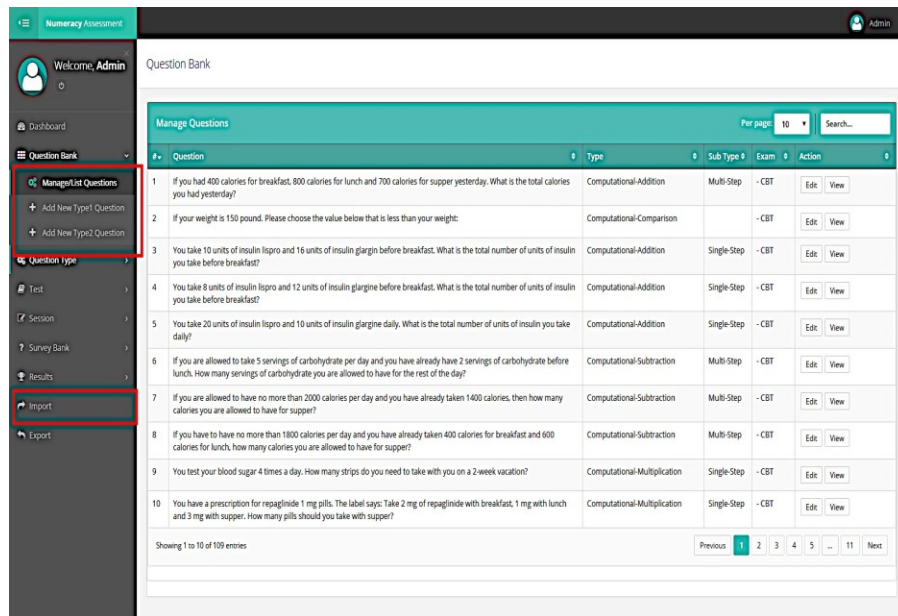 Numeracy Assessment
Admin
Welcome, Admin
Question Bank
Dashboard
Question Bank
Manage/List Questions
Add New Type1 Question
Add New Type2 Question
Question Type
Test
Session
Survey Bank
Results
Import
Export
Manage Questions
Per page: 10
Search...
# Question Type Sub Type Exam Action
1 If you had 400 calories for breakfast, 800 calories for lunch and 700 calories for supper yesterday. What is the total calories Computational-Addition Multi-Step - CBT Edit View
you had yesterday?
2 If your weight is 150 pound. Please choose the value below that is less than your weight: Computational-Comparison - CBT Edit View
3 You take 10 units of insulin lispro and 16 units of insulin glargin before breakfast. What is the total number of units of insulin Computational-Addition Single-Step - CBT Edit View
you take before breakfast?
4 You take 8 units of insulin lispro and 12 units of insulin glargine before breakfast. What is the total number of units of insulin Computational-Addition Single-Step - CBT Edit View
you take before breakfast?
5 You take 20 units of insulin lispro and 10 units of insulin glargine daily. What is the total number of units of insulin you take Computational-Addition Single-Step - CBT Edit View
daily?
6 If you are allowed to take 5 servings of carbohydrate per day and you have already have 2 servings of carbohydrate before Computational-Subtraction Multi-Step - CBT Edit View
lunch. How many servings of carbohydrate you are allowed to have for the rest of the day?
7 If you are allowed to have no more than 2000 calories per day and you have already taken 1400 calories, then how many Computational-Subtraction Multi-Step - CBT Edit View
calories you are allowed to have for supper?
8 If you have to have no more than 1800 calories per day and you have already taken 400 calories for breakfast and 600 Computational-Subtraction Multi-Step - CBT Edit View
calories for lunch, how many calories you are allowed to have for supper?
9 You test your blood sugar 4 times a day. How many strips do you need to take with you on a 2-week vacation? Computational-Multiplication Single-Step - CBT Edit View
10 You have a prescription for repaglinide 1 mg pills. The label says: Take 2 mg of repaglinide with breakfast, 1 mg with lunch Computational-Multiplication Single-Step - CBT Edit View
and 3 mg with supper. How many pills should you take with supper?
Showing 1 to 10 of 109 entries
Previous 1 2 3 4 5 ... 11 Next